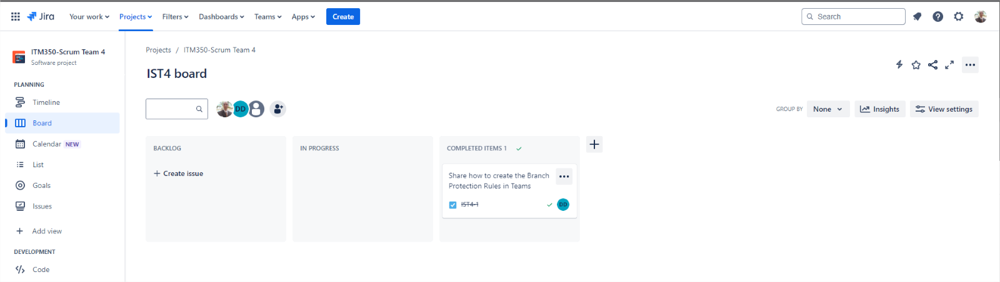 Jira Your work Projects Filters Dashboards Teams Apps Create Search
ITM350-Scrum Team 4
Software project
PLANNING
Timeline
Board
Calendar NEW
List
Goals
Issues
Add view
DEVELOPMENT
Code
Projects / ITM350-Scrum Team 4
IST4 board
DD
GROUP BY None Insights View settings
BACKLOG
Create issue
IN PROGRESS
COMPLETED ITEMS 1
Share how to create the Branch
Protection Rules in Teams
IST4-1 DD